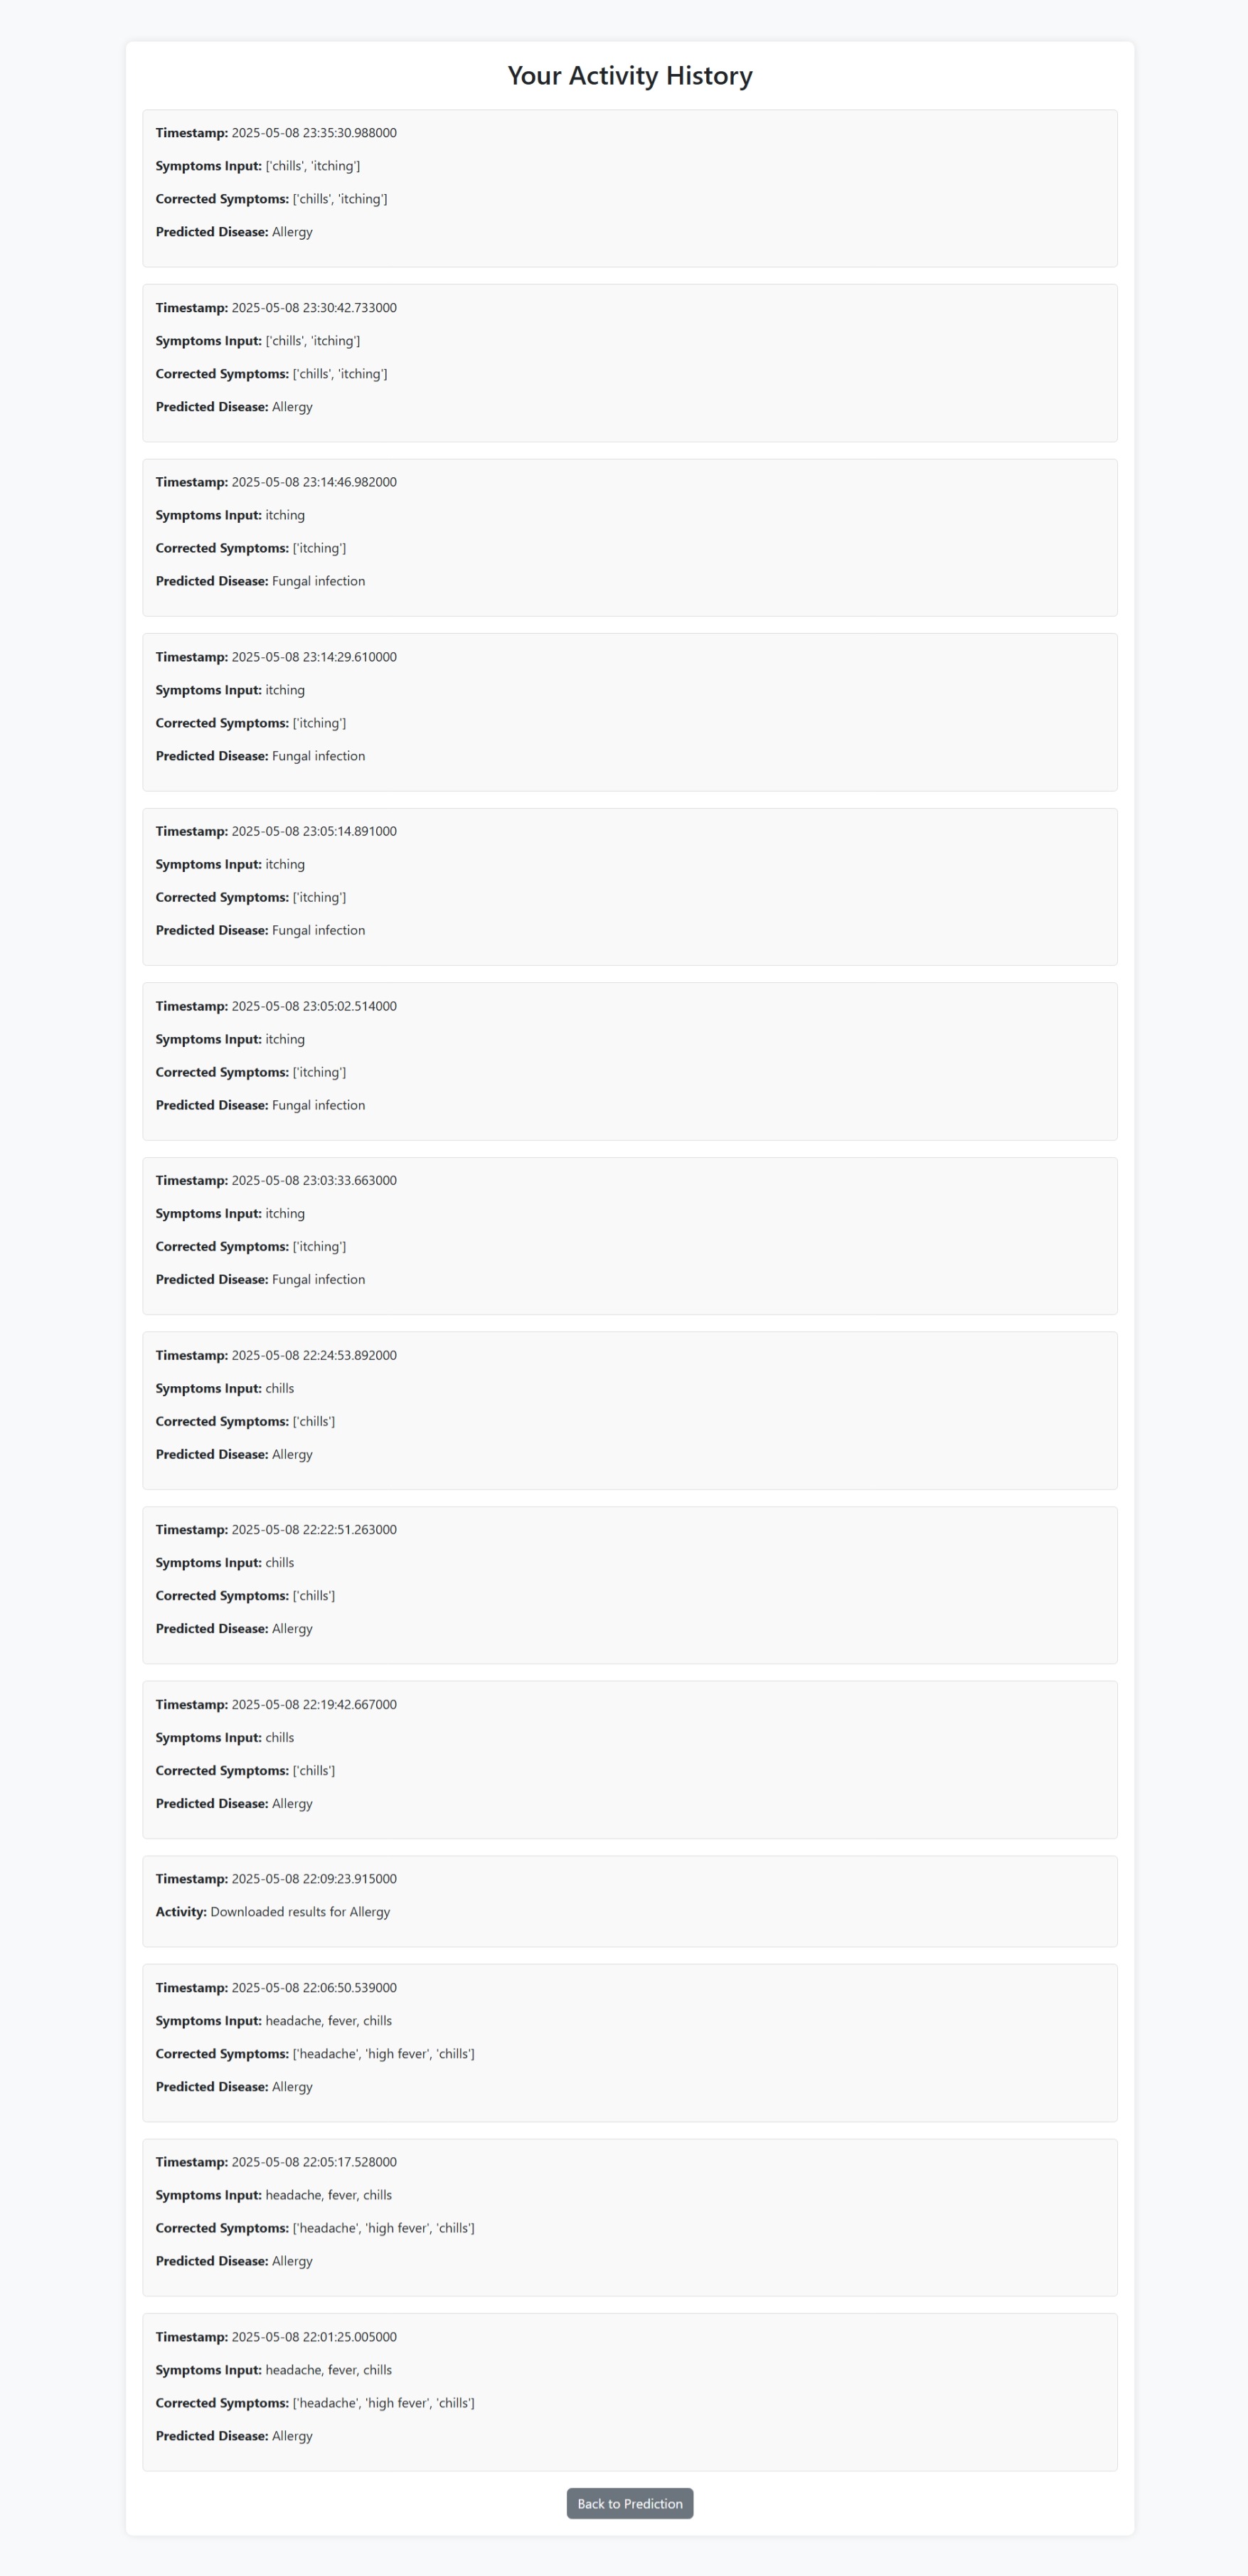 Your Activity History
Timestamp: 2025-05-08 23:35:30.988000
Symptoms Input: ['chills', 'itching']
Corrected Symptoms: ['chills', 'itching']
Predicted Disease: Allergy
Timestamp: 2025-05-08 23:30:42.733000
Symptoms Input: ['chills', 'itching']
Corrected Symptoms: ['chills', 'itching']
Predicted Disease: Allergy
Timestamp: 2025-05-08 23:14:46.982000
Symptoms Input: itching
Corrected Symptoms: ['itching']
Predicted Disease: Fungal infection
Timestamp: 2025-05-08 23:14:29.610000
Symptoms Input: itching
Corrected Symptoms: ['itching']
Predicted Disease: Fungal infection
Timestamp: 2025-05-08 23:05:14.891000
Symptoms Input: itching
Corrected Symptoms: ['itching']
Predicted Disease: Fungal infection
Timestamp: 2025-05-08 23:05:02.514000
Symptoms Input: itching
Corrected Symptoms: ['itching']
Predicted Disease: Fungal infection
Timestamp: 2025-05-08 23:03:33.663000
Symptoms Input: itching
Corrected Symptoms: ['itching']
Predicted Disease: Fungal infection
Timestamp: 2025-05-08 22:24:53.892000
Symptoms Input: chills
Corrected Symptoms: ['chills']
Predicted Disease: Allergy
Timestamp: 2025-05-08 22:22:51.263000
Symptoms Input: chills
Corrected Symptoms: ['chills']
Predicted Disease: Allergy
Timestamp: 2025-05-08 22:19:42.667000
Symptoms Input: chills
Corrected Symptoms: ['chills']
Predicted Disease: Allergy
Timestamp: 2025-05-08 22:09:23.915000
Activity: Downloaded results for Allergy
Timestamp: 2025-05-08 22:06:50.539000
Symptoms Input: headache, fever, chills
Corrected Symptoms: ['headache', 'high fever', 'chills']
Predicted Disease: Allergy
Timestamp: 2025-05-08 22:05:17.528000
Symptoms Input: headache, fever, chills
Corrected Symptoms: ['headache', 'high fever', 'chills']
Predicted Disease: Allergy
Timestamp: 2025-05-08 22:01:25.005000
Symptoms Input: headache, fever, chills
Corrected Symptoms: ['headache', 'high fever', 'chills']
Predicted Disease: Allergy
Back to Prediction